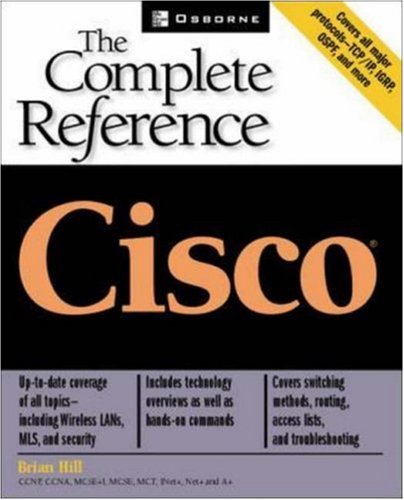 OSBORNE
Covers all major
protocols—TCP/IP, IGRP,
OSPF, and more
The
Complete
Reference
Cisco®
Up-to-date coverage
of all topics—
including Wireless LANs,
MLS, and security
Includes technology
overviews as well as
hands-on commands
Covers switching
methods, routing,
access lists,
and troubleshooting
Brian Hill
CCNP, CCNA, MCSE+I, MCSE, MCT, INet+, Net+ and A+